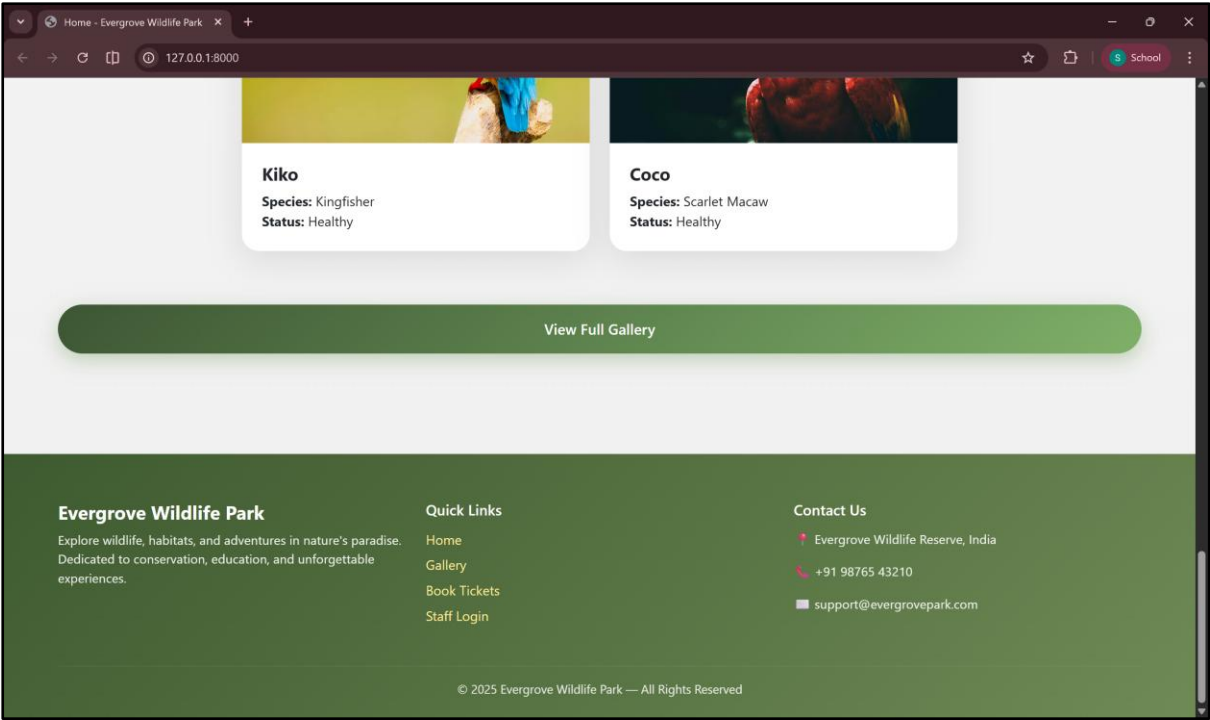 Home - Evergrove Wildlife Park
127.0.0.1:8000
S School
Kiko
Species: Kingfisher
Status: Healthy
Coco
Species: Scarlet Macaw
Status: Healthy
View Full Gallery
Evergrove Wildlife Park
Explore wildlife, habitats, and adventures in nature's paradise.
Dedicated to conservation, education, and unforgettable
experiences.
Quick Links
Home
Gallery
Book Tickets
Staff Login
Contact Us
Evergrove Wildlife Reserve, India
+91 98765 43210
support@evergrovepark.com
© 2025 Evergrove Wildlife Park — All Rights Reserved